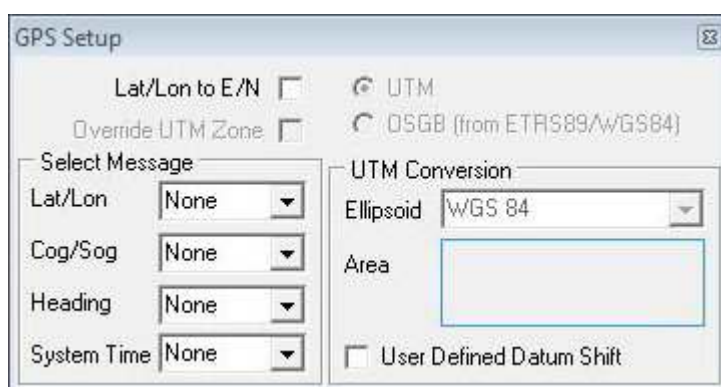 GPS Setup
Lat/Lon to E/N
UTM
Override UTM Zone
OSGB (from ETRS89/WGS84)
Select Message
Lat/Lon None
Cog/Sog None
Heading None
System Time None
UTM Conversion
Ellipsoid WGS 84
Area
User Defined Datum Shift